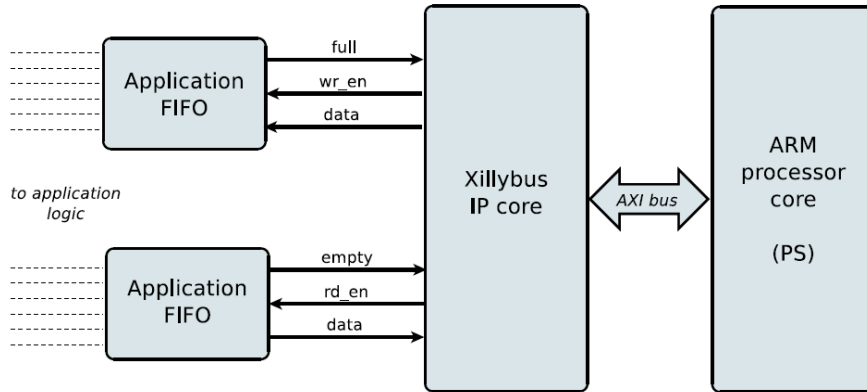 Application
FIFO
full
wr_en
data
to application
logic
Application
FIFO
empty
rd_en
data
Xillybus
IP core
AXI bus
ARM
processor
core
(PS)